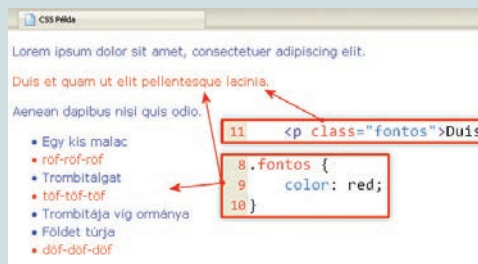 CSS Példa
Lorem ipsum dolor sit amet, consectetuer adipiscing elit.
Duis et quam ut elit pellentesque lacinia.
Aenean dapibus nisl quis odio.
11 <p class="fontos">Duis
• Egy kis malac
• röf-röf-röf
• Trombitálgat
• töf-töf-töf
• Trombitája víg ormánya
• Földet túrja
• döf-döf-döf
8 .fontos {
9 color: red;
10 }